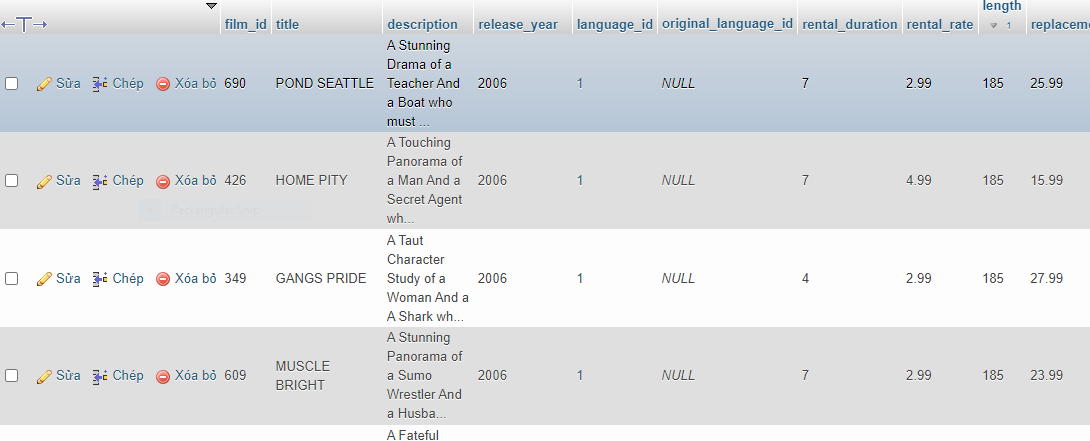 film_id title description release_year language_id original_language_id rental_duration rental_rate length 1 replacem
A Stunning
Drama of a
Teacher And
a Boat who
must ...
Sửa Chép Xóa bỏ 690 POND SEATTLE 2006 1 NULL 7 2.99 185 25.99
A Touching
Panorama of
a Man And a
Secret Agent
wh...
Sửa Chép Xóa bỏ 426 HOME PITY 2006 1 NULL 7 4.99 185 15.99
A Taut
Character
Study of a
Woman And a
A Shark wh...
Sửa Chép Xóa bỏ 349 GANGS PRIDE 2006 1 NULL 4 2.99 185 27.99
A Stunning
Panorama of
a Sumo
Wrestler And
a Husba...
Sửa Chép Xóa bỏ 609 MUSCLE
BRIGHT 2006 1 NULL 7 2.99 185 23.99
A Fateful